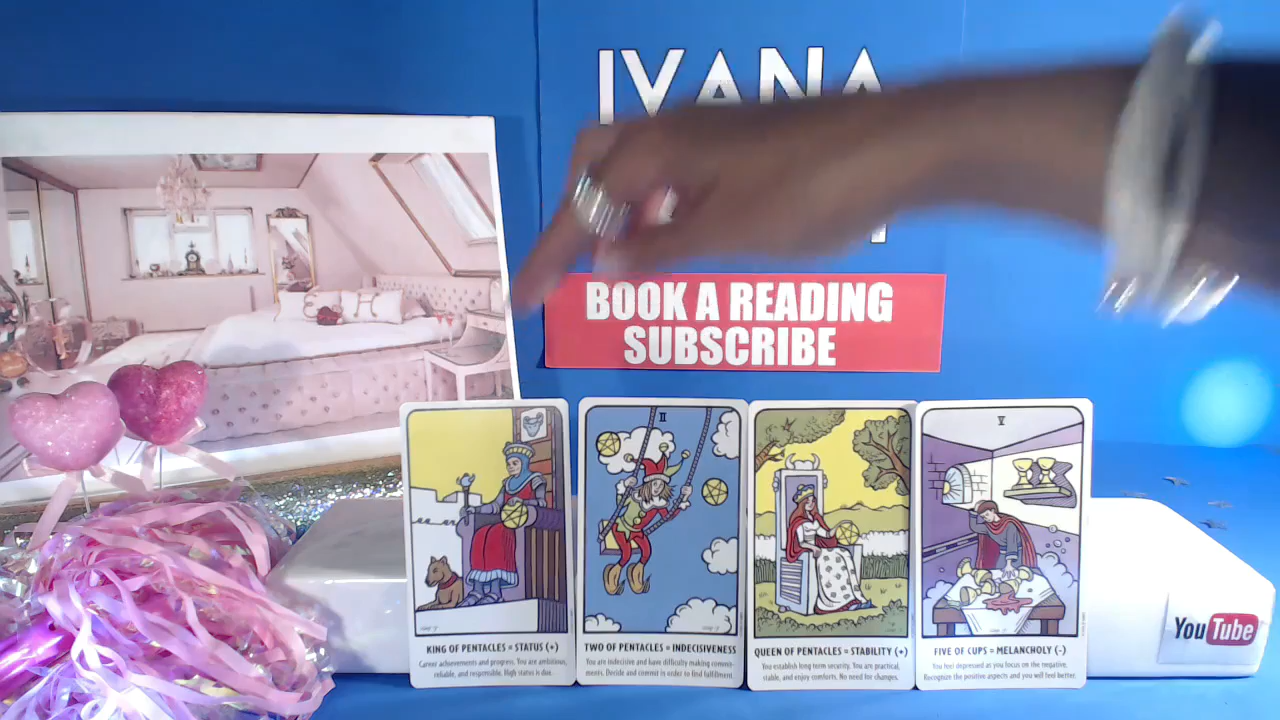 IVANA
BOOK A READING
SUBSCRIBE
E H
II
V
KING OF PENTACLES = STATUS (+)
Career achievements and progress. You are ambitious,
reliable, and responsible. High status is due.
TWO OF PENTACLES = INDECISIVENESS
You are indecisive and have difficulty making commit-
ments. Decide and commit in order to find fulfillment.
QUEEN OF PENTACLES = STABILITY (+)
You establish long term security. You are practical,
stable, and enjoy comforts. No need for changes.
FIVE OF CUPS = MELANCHOLY (-)
You feel depressed as you focus on the negative.
Recognize the positive aspects and you will feel better.
YouTube